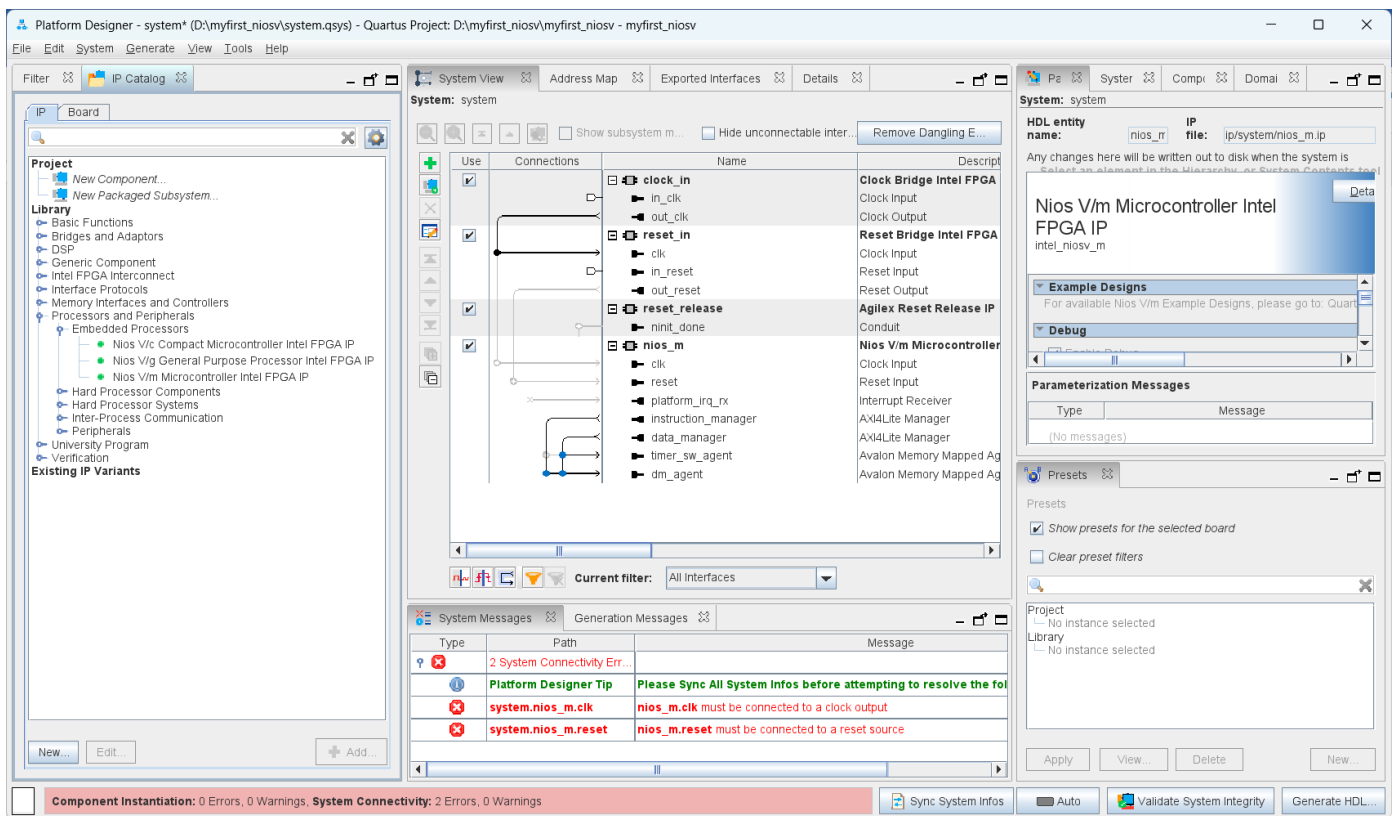 Platform Designer - system* (D:\myfirst_niosv\system.qsys) - Quartus Project: D:\myfirst_niosv\myfirst_niosv - myfirst_niosv
File Edit System Generate View Tools Help
Filter IP Catalog
IP Board
Project
New Component...
New Packaged Subsystem...
Library
Basic Functions
Bridges and Adaptors
DSP
Generic Component
Intel FPGA Interconnect
Interface Protocols
Memory Interfaces and Controllers
Processors and Peripherals
Embedded Processors
Nios V/c Compact Microcontroller Intel FPGA IP
Nios V/g General Purpose Processor Intel FPGA IP
Nios V/m Microcontroller Intel FPGA IP
Hard Processor Components
Hard Processor Systems
Inter-Process Communication
Peripherals
University Program
Verification
Existing IP Variants
New... Edit... Add...
System View Address Map Exported Interfaces Details
System: system
Show subsystem m... Hide unconnectable inter... Remove Dangling E...
Use Connections Name Descript
clock_in Clock Bridge Intel FPGA
in_clk Clock Input
out_clk Clock Output
reset_in Reset Bridge Intel FPGA
clk Clock Input
in_reset Reset Input
out_reset Reset Output
reset_release Agilex Reset Release IP
ninit_done Conduit
nios_m Nios V/m Microcontroller
clk Clock Input
reset Reset Input
platform_irq_rx Interrupt Receiver
instruction_manager AXI4Lite Manager
data_manager AXI4Lite Manager
timer_sw_agent Avalon Memory Mapped Ag
dm_agent Avalon Memory Mapped Ag
Current filter: All Interfaces
System Messages Generation Messages
Type Path Message
2 System Connectivity Err...
Platform Designer Tip Please Sync All System Infos before attempting to resolve the fol
system.nios_m.clk nios_m.clk must be connected to a clock output
system.nios_m.reset nios_m.reset must be connected to a reset source
Pa Syster Comp Domai
System: system
HDL entity name: nios_m IP file: ip/system/nios_m.ip
Any changes here will be written out to disk when the system is
Select an element in the Hierarchy, or System Contents tool
Deta
Nios V/m Microcontroller Intel
FPGA IP
intel_niosv_m
Example Designs
For available Nios V/m Example Designs, please go to: Quart
Debug
Enable Debug
Parameterization Messages
Type Message
(No messages)
Presets
Presets
Show presets for the selected board
Clear preset filters
Project
No instance selected
Library
No instance selected
Apply View... Delete New...
Component Instantiation: 0 Errors, 0 Warnings, System Connectivity: 2 Errors, 0 Warnings
Sync System Infos Auto Validate System Integrity Generate HDL...